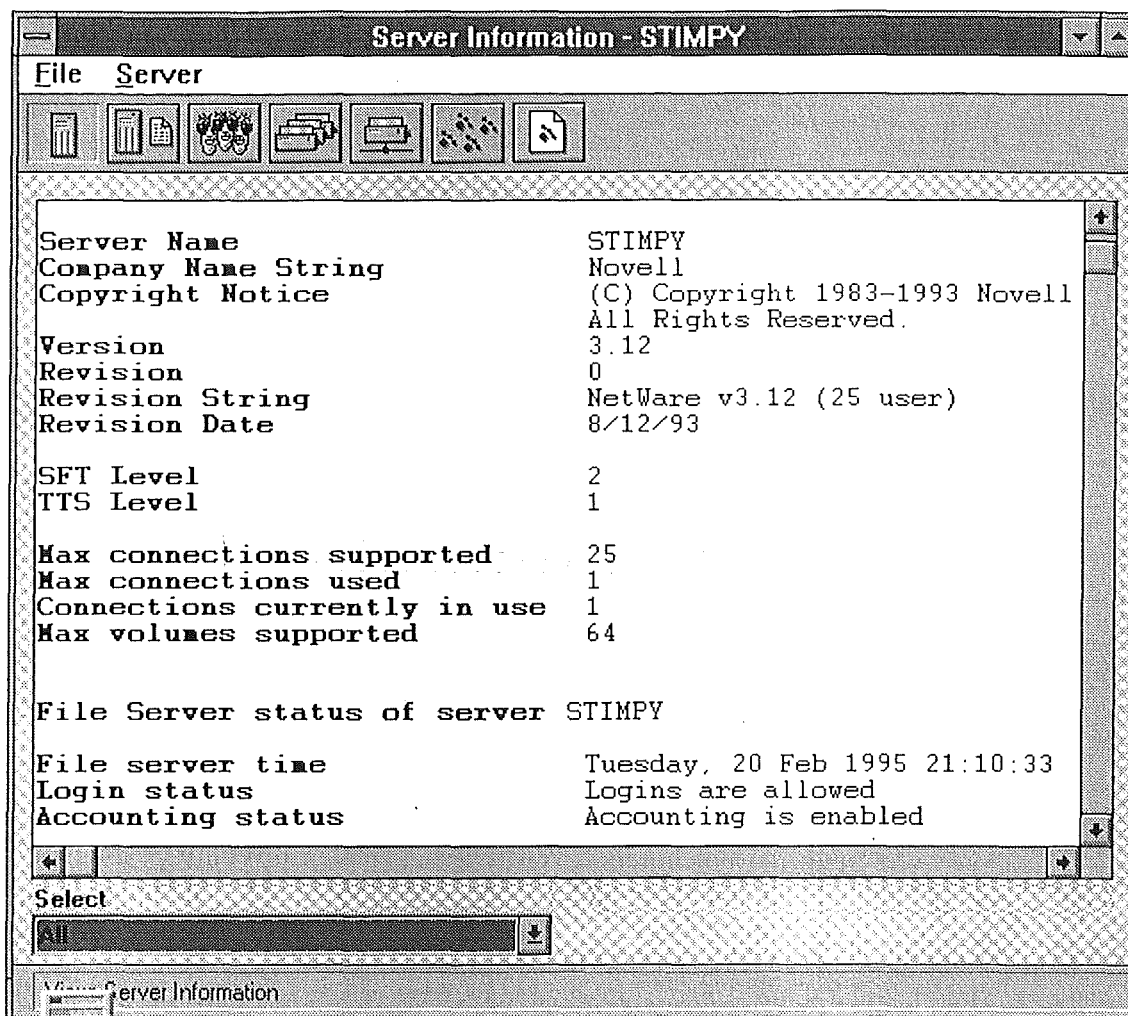 Server Information - STIMPY
File Server
Server Name STIMPY
Company Name String Novell
Copyright Notice (C) Copyright 1983-1993 Novell
All Rights Reserved.
Version 3.12
Revision 0
Revision String NetWare v3.12 (25 user)
Revision Date 8/12/93
SFT Level 2
TTS Level 1
Max connections supported 25
Max connections used 1
Connections currently in use 1
Max volumes supported 64
File Server status of server STIMPY
File server time Tuesday, 20 Feb 1995 21:10:33
Login status Logins are allowed
Accounting status Accounting is enabled
Select
All
Server Information